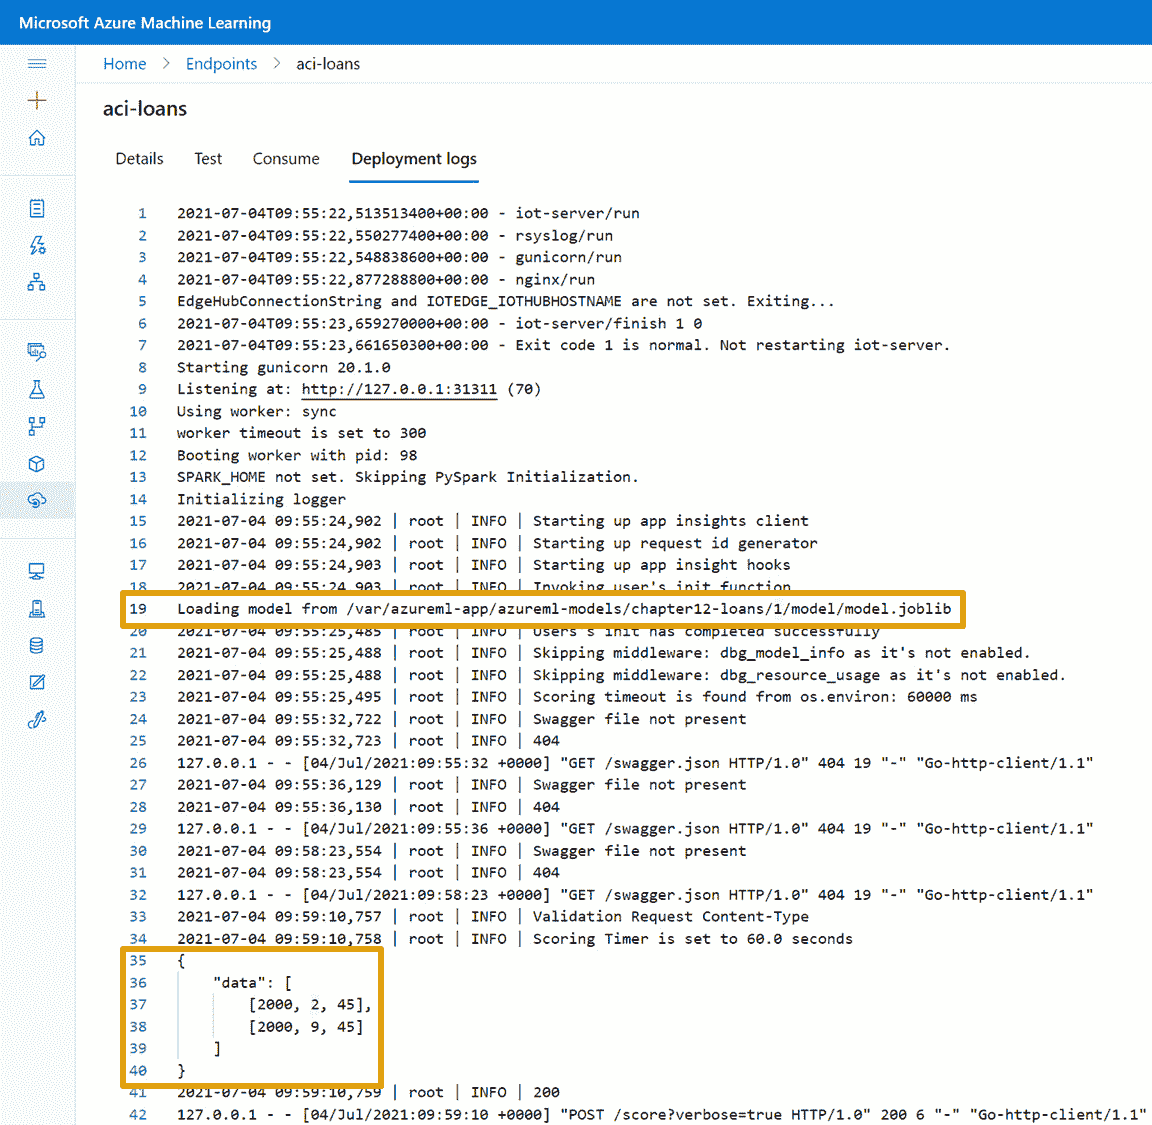 Microsoft Azure Machine Learning
Home > Endpoints > aci-loans
aci-loans
Details Test Consume Deployment logs
1 2021-07-04T09:55:22,513513400+00:00 - iot-server/run
2 2021-07-04T09:55:22,550277400+00:00 - rsyslog/run
3 2021-07-04T09:55:22,548838600+00:00 - gunicorn/run
4 2021-07-04T09:55:22,877288800+00:00 - nginx/run
5 EdgeHubConnectionString and IOTEDGE_IOTHUBHOSTNAME are not set. Exiting...
6 2021-07-04T09:55:23,659270000+00:00 - iot-server/finish 1 0
7 2021-07-04T09:55:23,661650300+00:00 - Exit code 1 is normal. Not restarting iot-server.
8 Starting gunicorn 20.1.0
9 Listening at: http://127.0.0.1:31311 (70)
10 Using worker: sync
11 worker timeout is set to 300
12 Booting worker with pid: 98
13 SPARK_HOME not set. Skipping PySpark Initialization.
14 Initializing logger
15 2021-07-04 09:55:24,902 | root | INFO | Starting up app insights client
16 2021-07-04 09:55:24,902 | root | INFO | Starting up request id generator
17 2021-07-04 09:55:24,903 | root | INFO | Starting up app insight hooks
18 2021-07-04 09:55:24,903 | root | INFO | Invoking user's init function
19 Loading model from /var/azureml-app/azureml-models/chapter12-loans/1/model/model.joblib
20 2021-07-04 09:55:25,485 | root | INFO | Users's init has completed successfully
21 2021-07-04 09:55:25,488 | root | INFO | Skipping middleware: dbg_model_info as it's not enabled.
22 2021-07-04 09:55:25,488 | root | INFO | Skipping middleware: dbg_resource_usage as it's not enabled.
23 2021-07-04 09:55:25,495 | root | INFO | Scoring timeout is found from os.environ: 60000 ms
24 2021-07-04 09:55:32,722 | root | INFO | Swagger file not present
25 2021-07-04 09:55:32,723 | root | INFO | 404
26 127.0.0.1 - - [04/Jul/2021:09:55:32 +0000] "GET /swagger.json HTTP/1.0" 404 19 "-" "Go-http-client/1.1"
27 2021-07-04 09:55:36,129 | root | INFO | Swagger file not present
28 2021-07-04 09:55:36,130 | root | INFO | 404
29 127.0.0.1 - - [04/Jul/2021:09:55:36 +0000] "GET /swagger.json HTTP/1.0" 404 19 "-" "Go-http-client/1.1"
30 2021-07-04 09:58:23,554 | root | INFO | Swagger file not present
31 2021-07-04 09:58:23,554 | root | INFO | 404
32 127.0.0.1 - - [04/Jul/2021:09:58:23 +0000] "GET /swagger.json HTTP/1.0" 404 19 "-" "Go-http-client/1.1"
33 2021-07-04 09:59:10,757 | root | INFO | Validation Request Content-Type
34 2021-07-04 09:59:10,758 | root | INFO | Scoring Timer is set to 60.0 seconds
35 {
36 "data": [
37 [2000, 2, 45],
38 [2000, 9, 45]
39 ]
40 }
41 2021-07-04 09:59:10,759 | root | INFO | 200
42 127.0.0.1 - - [04/Jul/2021:09:59:10 +0000] "POST /score?verbose=true HTTP/1.0" 200 6 "-" "Go-http-client/1.1"